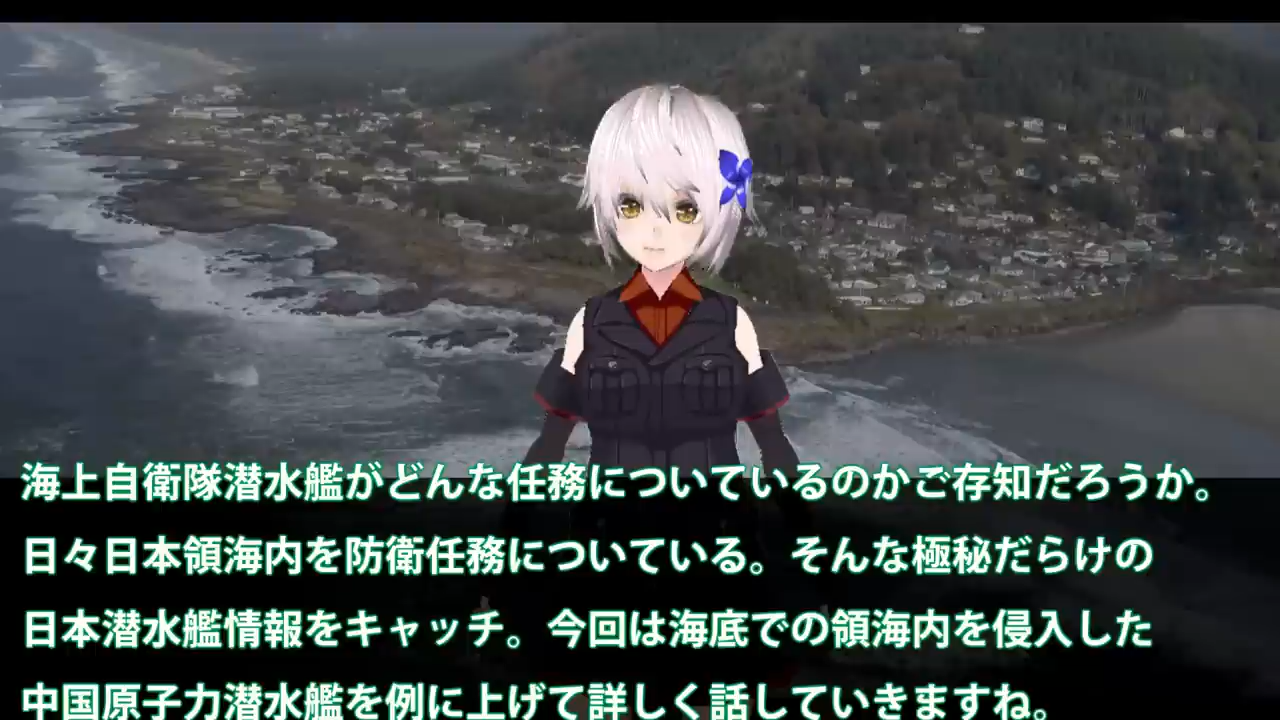 海上自衛隊潜水艦がどんな任務についているのかご存知だろうか。
日々日本領海内を防衛任務についている。そんな極秘だらけの
日本潜水艦情報をキャッチ。今回は海底での領海内を侵入した
中国原子力潜水艦を例に上げて詳しく話していきますね。